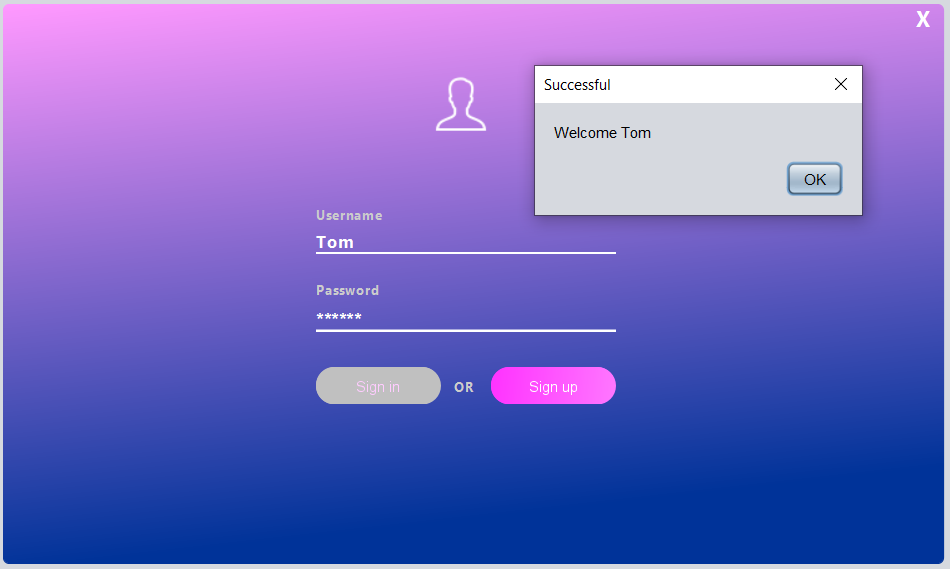 X
Successful
Welcome Tom
OK
Username
Tom
Password
******
Sign in OR Sign up